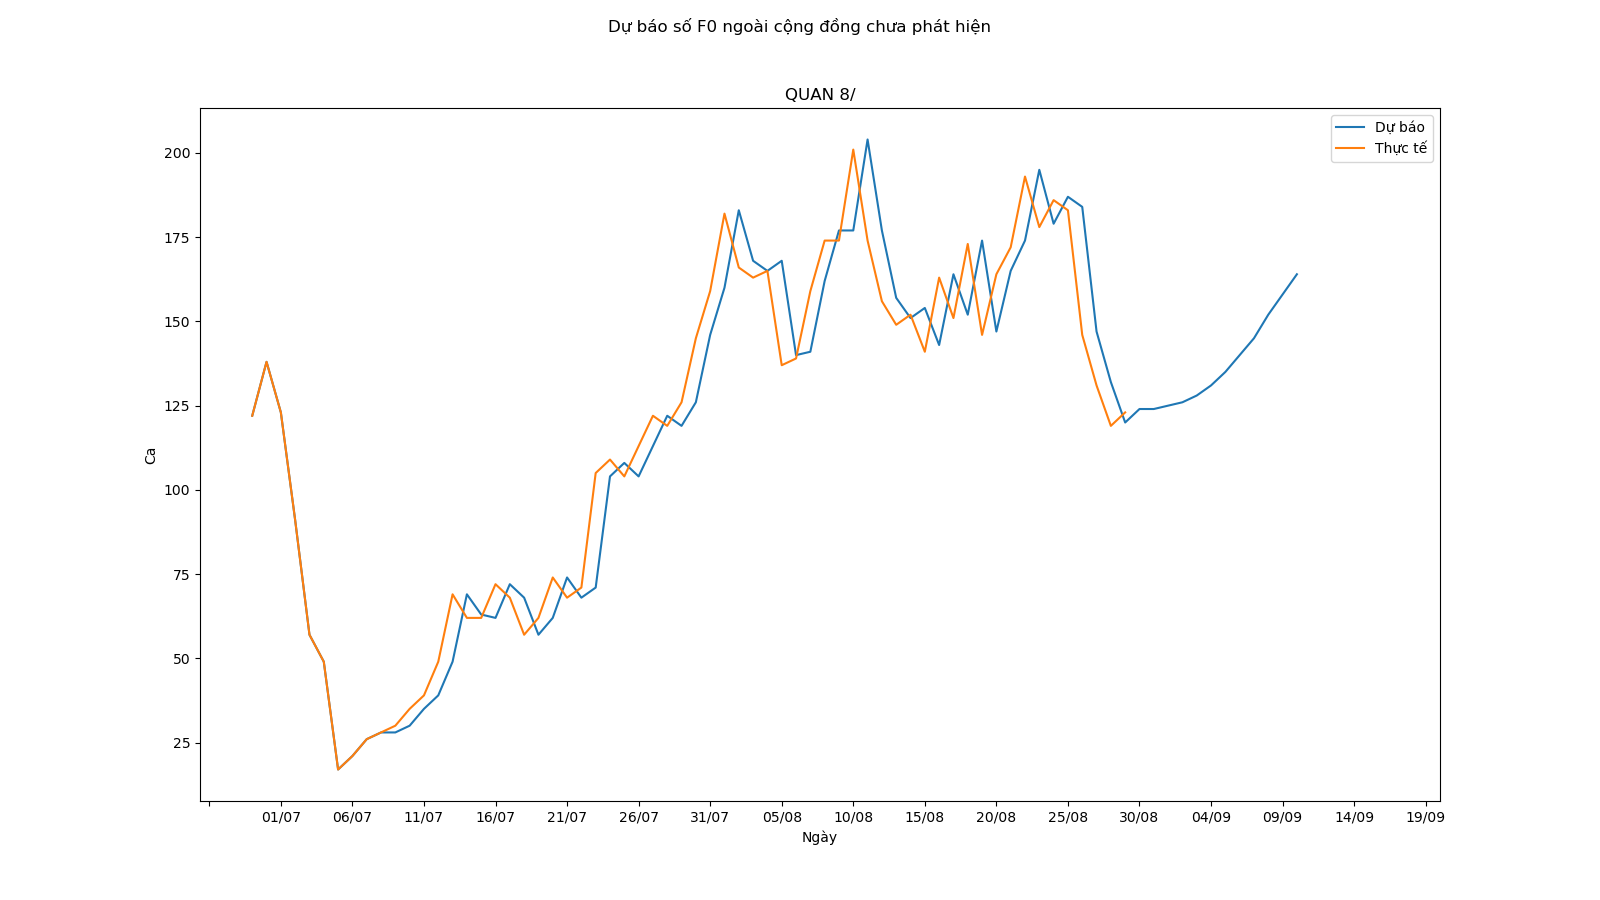 Dự báo số F0 ngoài cộng đồng chưa phát hiện
QUAN 8/
Dự báo
Thực tế
200
175
150
125
100
75
50
25
Ca
01/07 06/07 11/07 16/07 21/07 26/07 31/07 05/08 10/08 15/08 20/08 25/08 30/08 04/09 09/09 14/09 19/09
Ngày